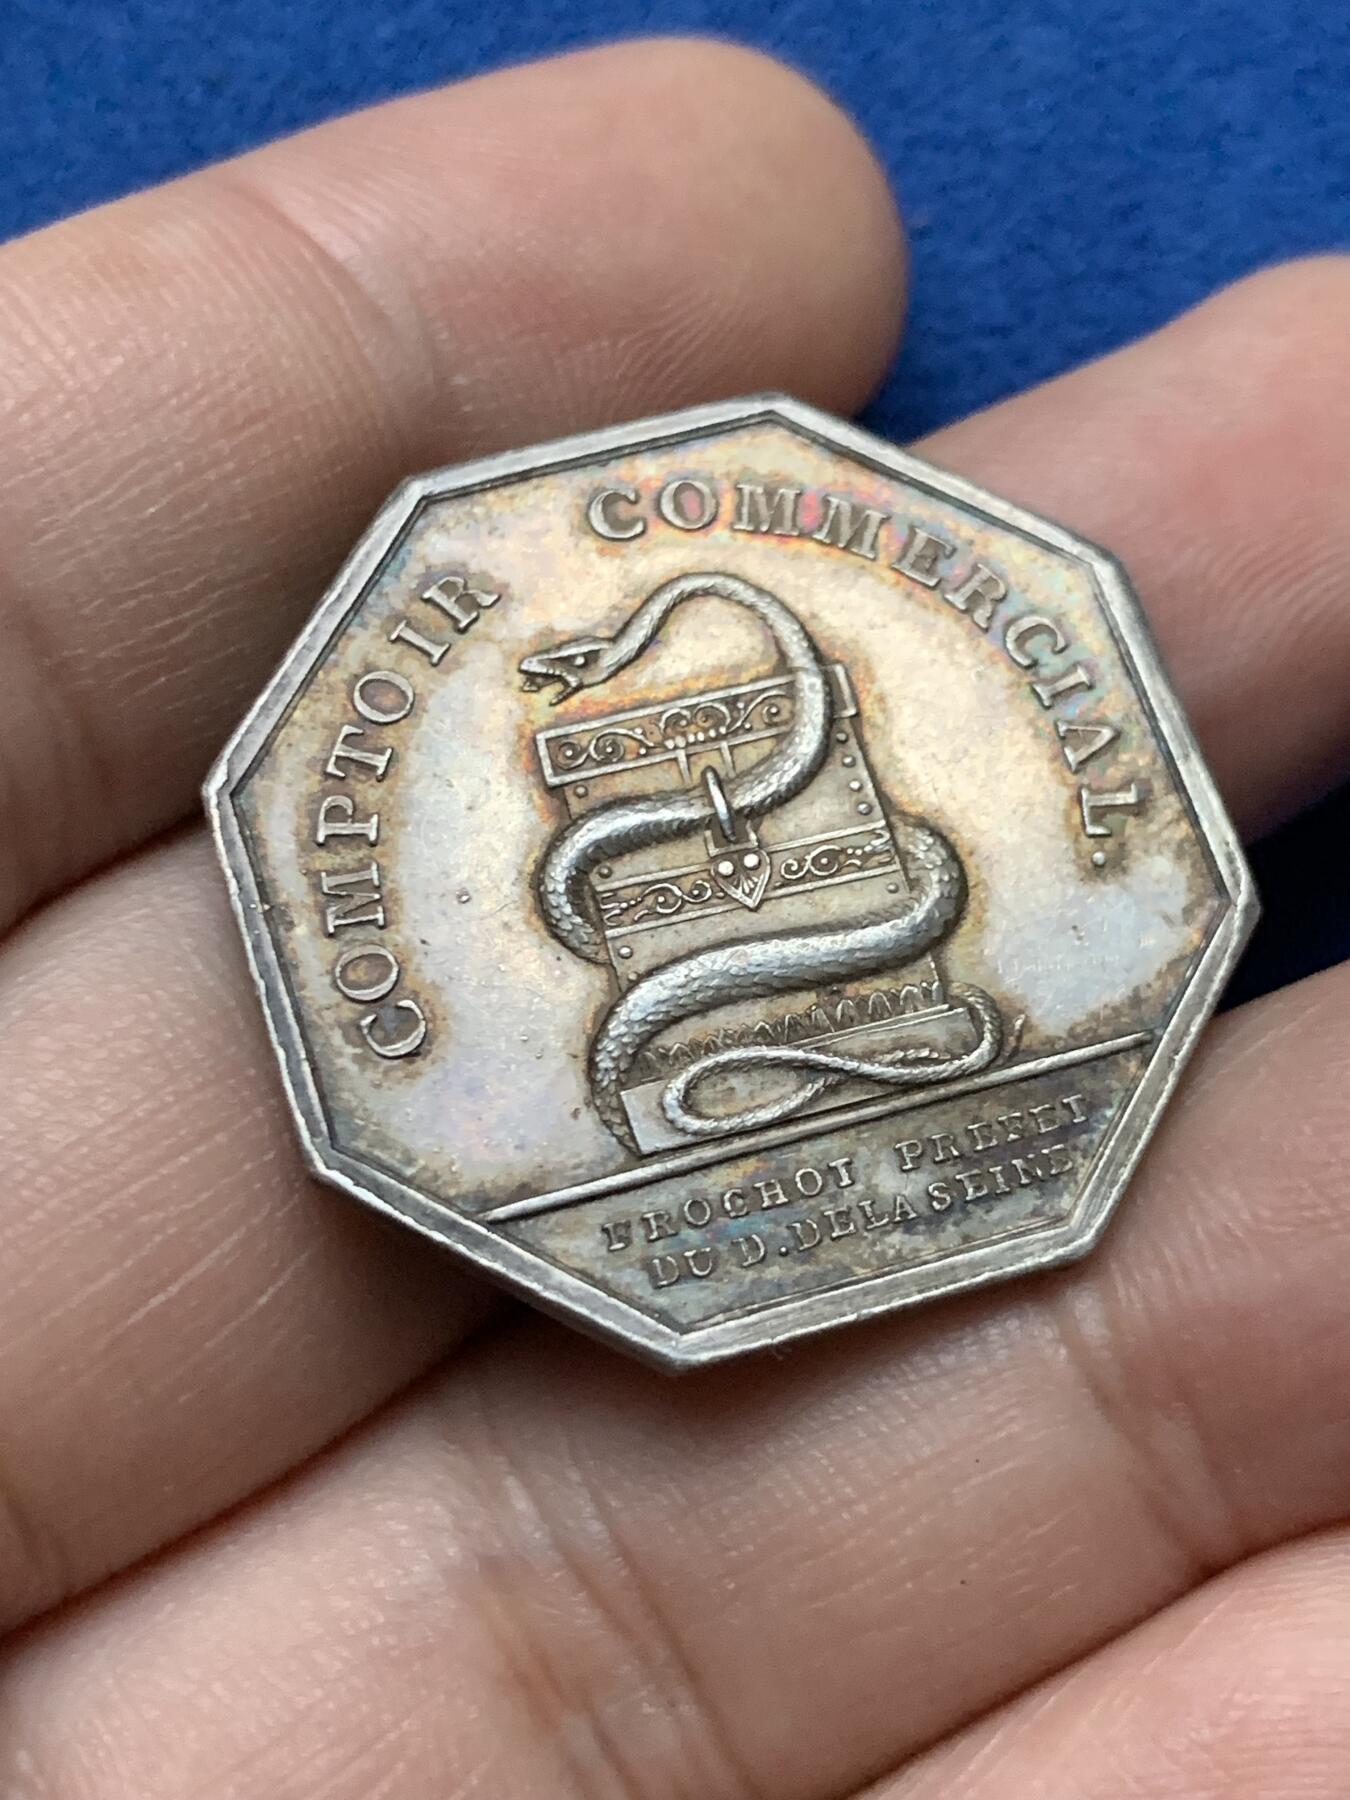 COMPTOIR COMMERCIAL.
FROCHOT PREFET
DU D. DE LA SEINE